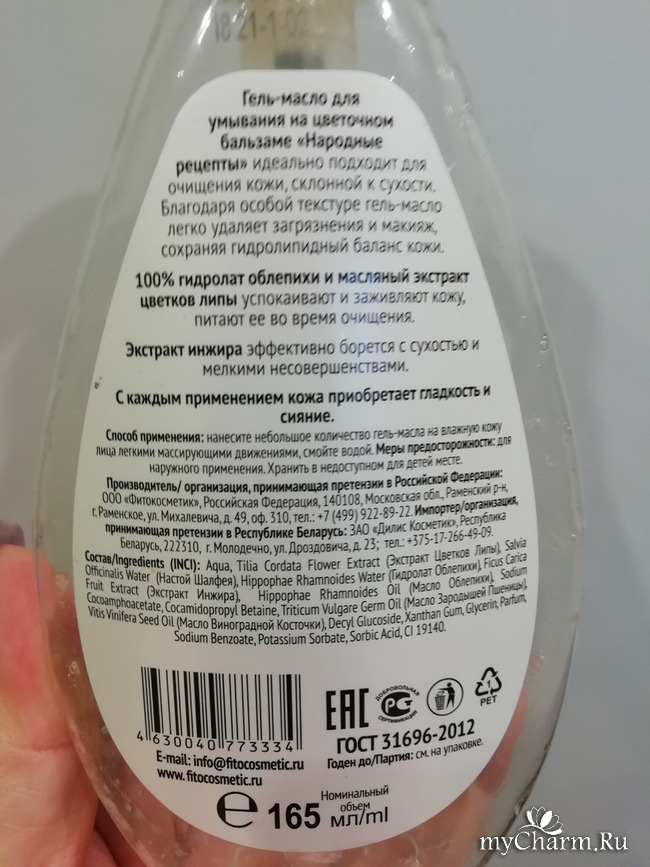 18 21-1-02
Гель-масло для
умывания на цветочном
бальзаме «Народные
рецепты» идеально подходит для
очищения кожи, склонной к сухости.
Благодаря особой текстуре гель-масло
легко удаляет загрязнения и макияж,
сохраняя гидролипидный баланс кожи.
100% гидролат облепихи и масляный экстракт
цветков липы успокаивают и заживляют кожу,
питают ее во время очищения.
Экстракт инжира эффективно борется с сухостью и
мелкими несовершенствами.
С каждым применением кожа приобретает гладкость и
сияние.
Способ применения: нанесите небольшое количество гель-масла на влажную кожу
лица легкими массирующими движениями, смойте водой. Меры предосторожности: для
наружного применения. Хранить в недоступном для детей месте.
Производитель/ организация, принимающая претензии в Российской Федерации:
ООО «Фитокосметик», Российская Федерация, 140108, Московская обл., Раменский р-н,
г. Раменское, ул. Михалевича, д. 49, оф. 310, тел.: +7 (499) 922-89-22. Импортер/организация,
принимающая претензии в Республике Беларусь: ЗАО «Дилис Косметик», Республика
Беларусь, 222310, г. Молодечно, ул. Дроздовича, д. 23; тел.: +375-17-266-49-09.
Состав/Ingredients (INCI): Aqua, Tilia Cordata Flower Extract (Экстракт Цветков Липы), Salvia
Officinalis Water (Настой Шалфея), Hippophae Rhamnoides Water (Гидролат Облепихи), Ficus Carica
Fruit Extract (Экстракт Инжира), Hippophae Rhamnoides Oil (Масло Облепихи), Sodium
Cocoamphoacetate, Cocamidopropyl Betaine, Triticum Vulgare Germ Oil (Масло Зародышей Пшеницы),
Vitis Vinifera Seed Oil (Масло Виноградной Косточки), Decyl Glucoside, Xanthan Gum, Glycerin, Parfum,
Sodium Benzoate, Potassium Sorbate, Sorbic Acid, CI 19140.
4 630040 773334
E-mail: info@fitocosmetic.ru
www.fitocosmetic.ru
EAC
ДОБРОВОЛЬНАЯ
СЕРТИФИКАЦИЯ
1
PET
ГОСТ 31696-2012
Годен до/Партия: см. на упаковке.
℮ 165 Номинальный
объем
мл/ml
myCharm.Ru